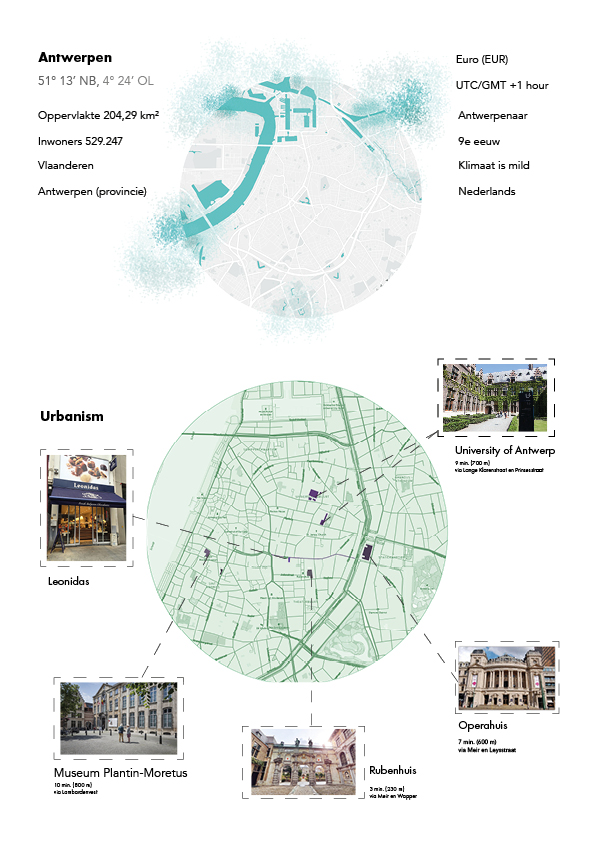 Antwerpen
51° 13’ NB, 4° 24’ OL
Oppervlakte 204,29 km²
Inwoners 529.247
Vlaanderen
Antwerpen (provincie)
Euro (EUR)
UTC/GMT +1 hour
Antwerpenaar
9e eeuw
Klimaat is mild
Nederlands
Urbanism
University of Antwerp
9 min. (700 m)
via Lange Klarenstraat en Prinsesstraat
Leonidas
Leonidas
Operahuis
7 min. (600 m)
via Meir en Leysstraat
Museum Plantin-Moretus
10 min. (800 m)
via Lombardenvest
Rubenhuis
3 min. (230 m)
via Meir en Wapper